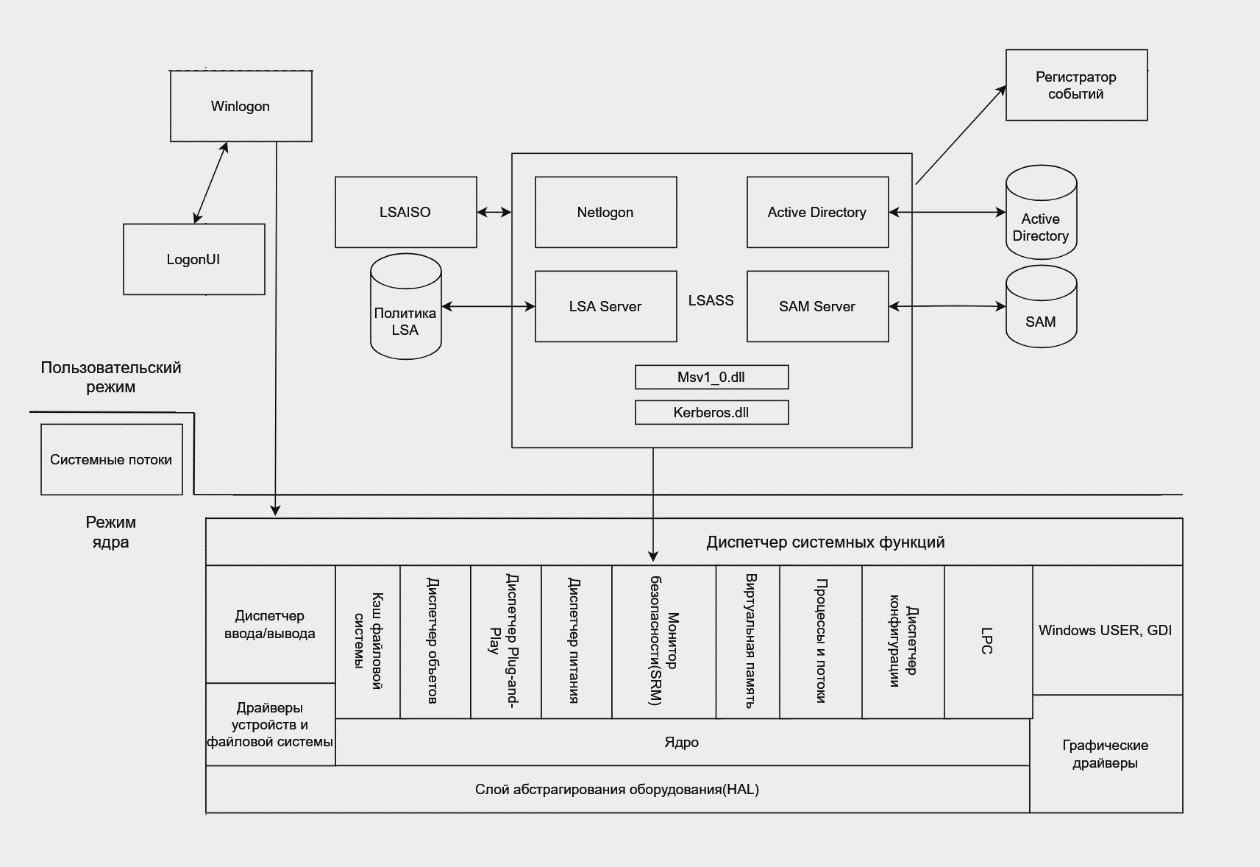 Регистратор
событий
Winlogon
LSAISO
Netlogon
Active Directory
Active
Directory
LogonUI
Политика
LSA
LSA Server
LSASS
SAM Server
SAM
Пользовательский
режим
Msv1_0.dll
Kerberos.dll
Системные потоки
Режим
ядра
Диспетчер системных функций
Диспетчер
ввода/вывода
Кэш файловой
системы
Диспетчер объетов
Диспетчер Plug-and-
Play
Диспетчер питания
Монитор
безопасности(SRM)
Виртуальная память
Процессы и потоки
Диспетчер
конфигурации
LPC
Windows USER, GDI
Драйверы
устройств и
файловой системы
Ядро
Графические
драйверы
Слой абстрагирования оборудования(HAL)